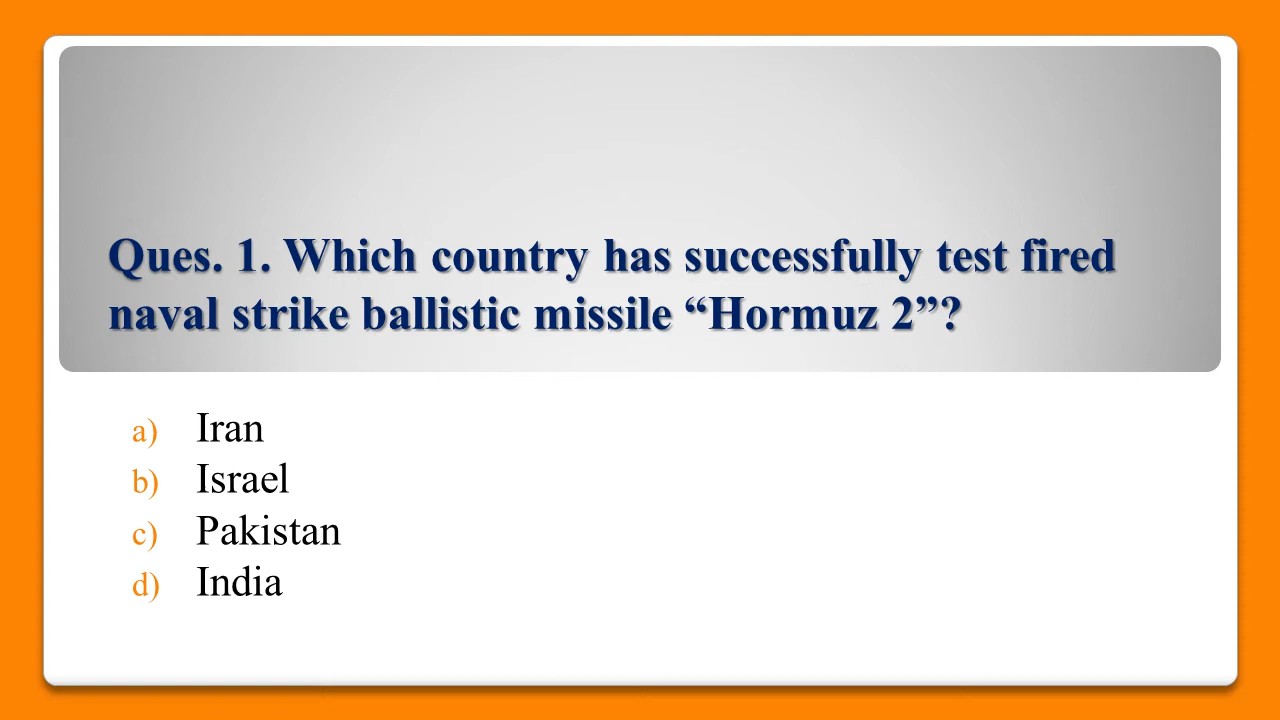 Ques. 1. Which country has successfully test fired
naval strike ballistic missile “Hormuz 2”?
a) Iran
b) Israel
c) Pakistan
d) India